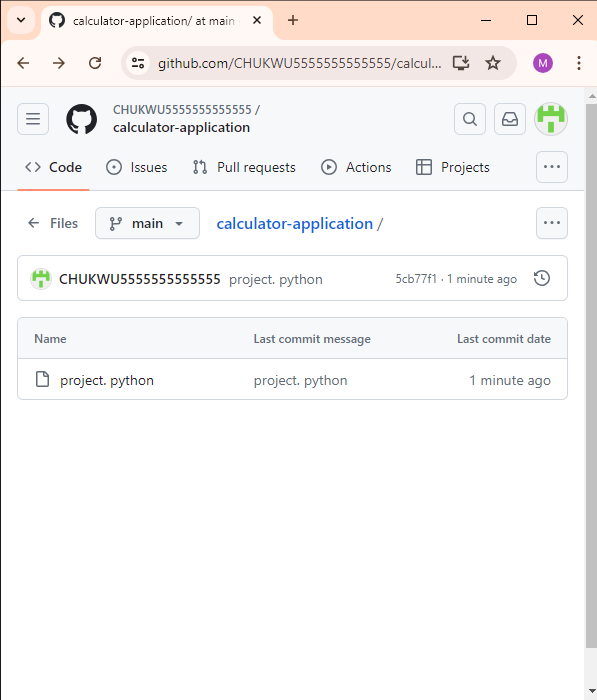 calculator-application/ at main
github.com/CHUKWU5555555555555/calcul...
M
CHUKWU5555555555555 /
calculator-application
Code Issues Pull requests Actions Projects
Files main calculator-application /
CHUKWU5555555555555 project. python 5cb77f1 · 1 minute ago
Name Last commit message Last commit date
project. python project. python 1 minute ago